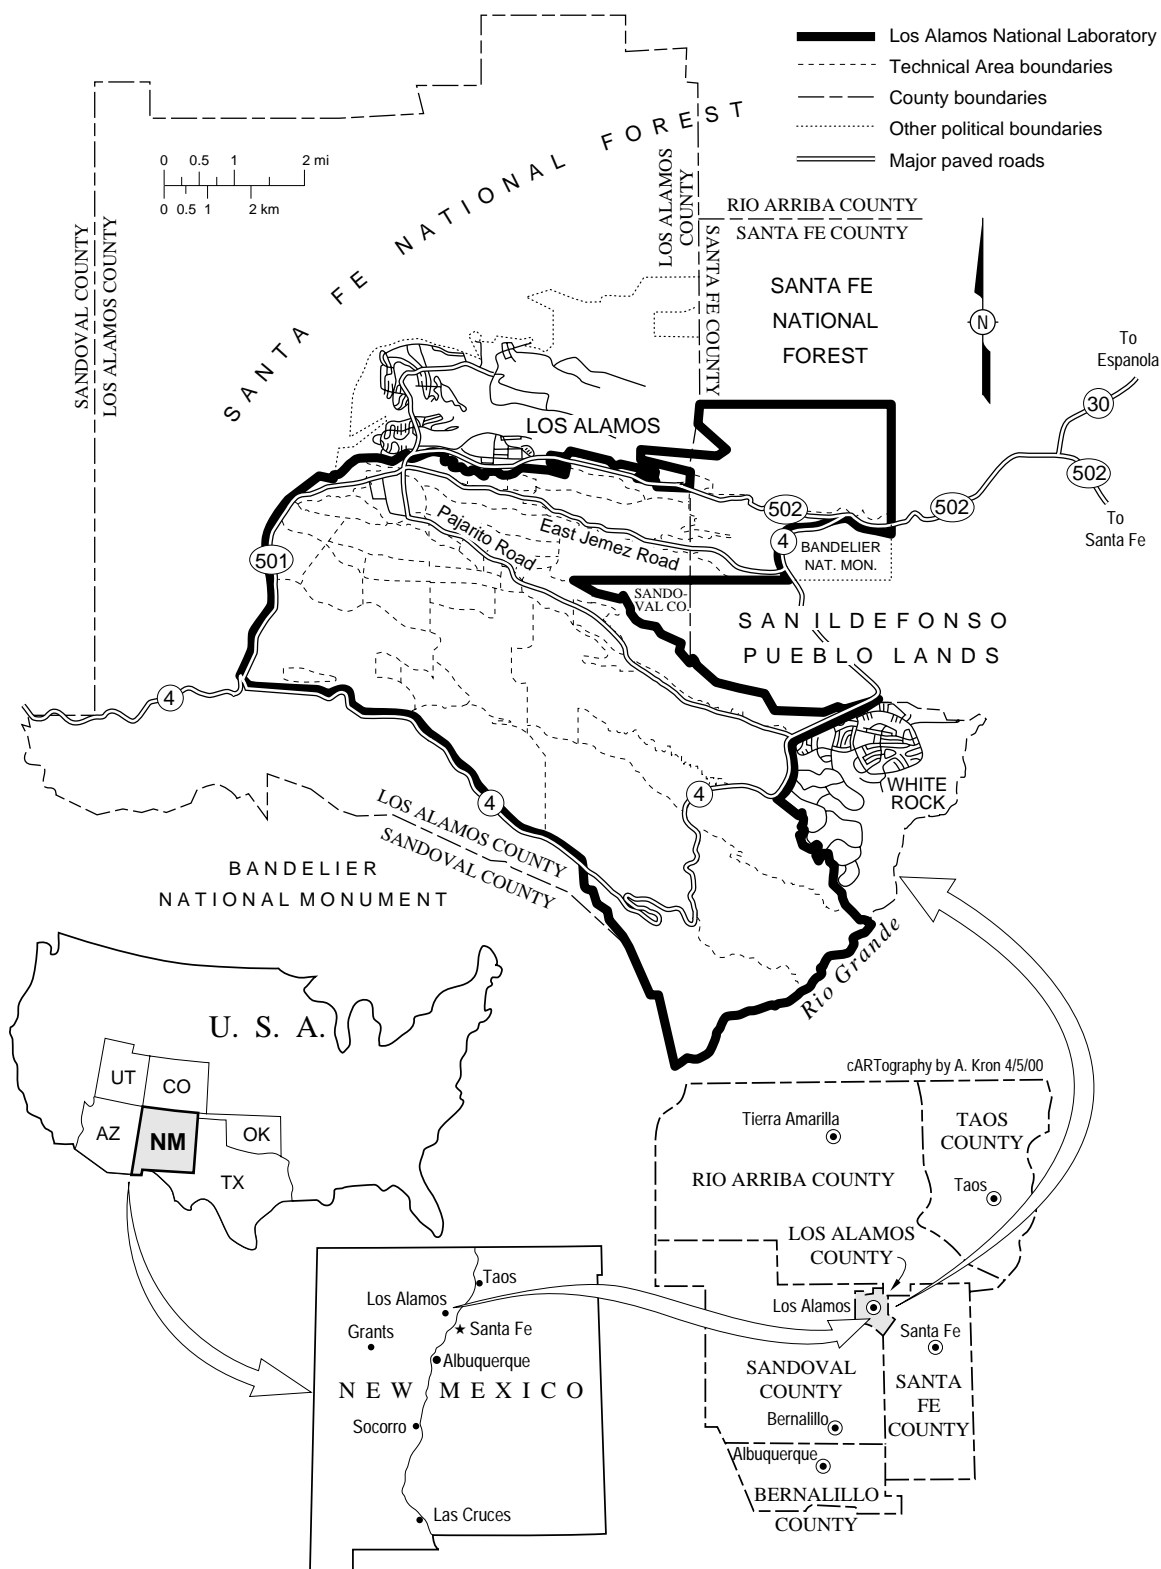 Los Alamos National Laboratory
Technical Area boundaries
County boundaries
Other political boundaries
Major paved roads
0 0.5 1 2 mi
0 0.5 1 2 km
SANTA FE NATIONAL FOREST
SANDOVAL COUNTY
LOS ALAMOS COUNTY
LOS ALAMOS
COUNTY
SANTA FE COUNTY
RIO ARRIBA COUNTY
SANTA FE COUNTY
SANTA FE
NATIONAL
FOREST
N
To
Espanola
30
502
To
Santa Fe
502
502
LOS ALAMOS
4
BANDELIER
NAT. MON.
East Jemez Road
Pajarito Road
501
SANDO-
VAL CO.
SAN ILDEFONSO
PUEBLO LANDS
4
4
4
WHITE
ROCK
LOS ALAMOS COUNTY
SANDOVAL COUNTY
BANDELIER
NATIONAL MONUMENT
Rio Grande
U. S. A.
UT
CO
AZ
NM
OK
TX
cARTography by A. Kron 4/5/00
Tierra Amarilla
TAOS
COUNTY
RIO ARRIBA COUNTY
Taos
LOS ALAMOS
COUNTY
Los Alamos
Santa Fe
SANDOVAL
COUNTY
SANTA
FE
COUNTY
Bernalillo
Albuquerque
BERNALILLO
COUNTY
Taos
Los Alamos
Santa Fe
Grants
Albuquerque
NEW MEXICO
Socorro
Las Cruces